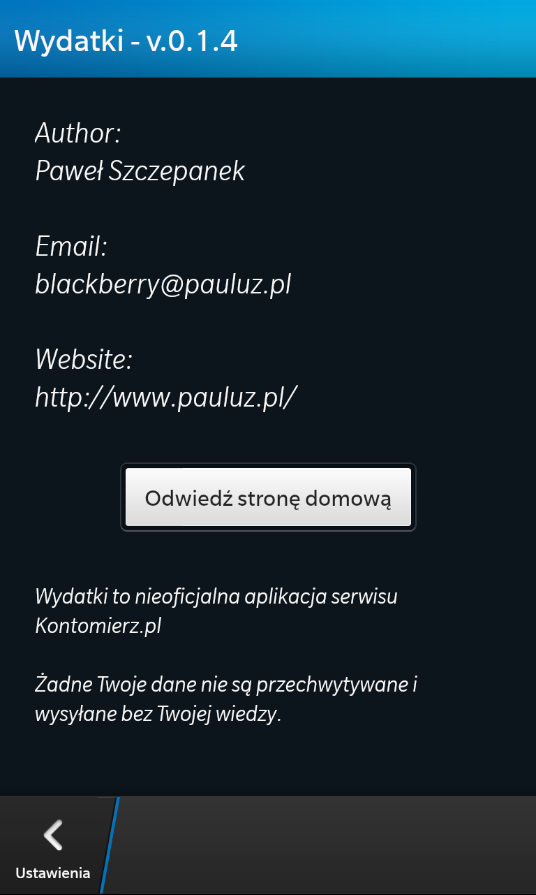 Wydatki - v.0.1.4
Author:
Paweł Szczepanek
Email:
blackberry@pauluz.pl
Website:
http://www.pauluz.pl/
Odwiedź stronę domową
Wydatki to nieoficjalna aplikacja serwisu
Kontomierz.pl
Żadne Twoje dane nie są przechwytywane i
wysyłane bez Twojej wiedzy.
Ustawienia